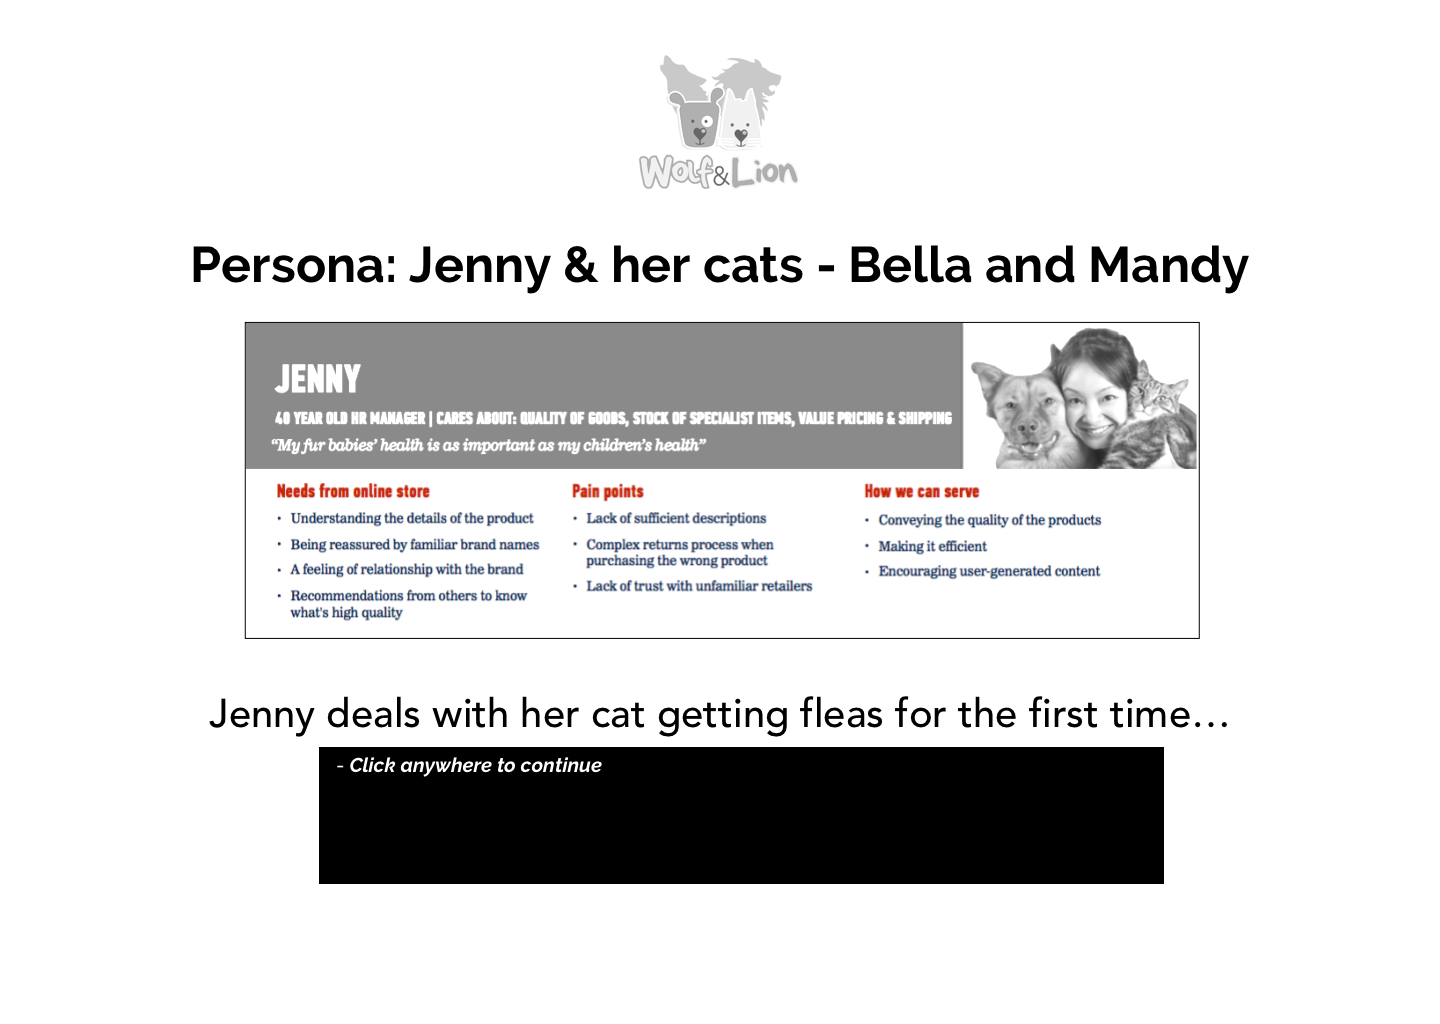 Wolf&Lion
Persona: Jenny & her cats - Bella and Mandy
JENNY
40 YEAR OLD HR MANAGER | CARES ABOUT: QUALITY OF GOODS, STOCK OF SPECIALIST ITEMS, VALUE PRICING & SHIPPING
“My fur babies’ health is as important as my children’s health”
Needs from online store
• Understanding the details of the product
• Being reassured by familiar brand names
• A feeling of relationship with the brand
• Recommendations from others to know
what's high quality
Pain points
• Lack of sufficient descriptions
• Complex returns process when
purchasing the wrong product
• Lack of trust with unfamiliar retailers
How we can serve
• Conveying the quality of the products
• Making it efficient
• Encouraging user-generated content
Jenny deals with her cat getting fleas for the first time…
- Click anywhere to continue